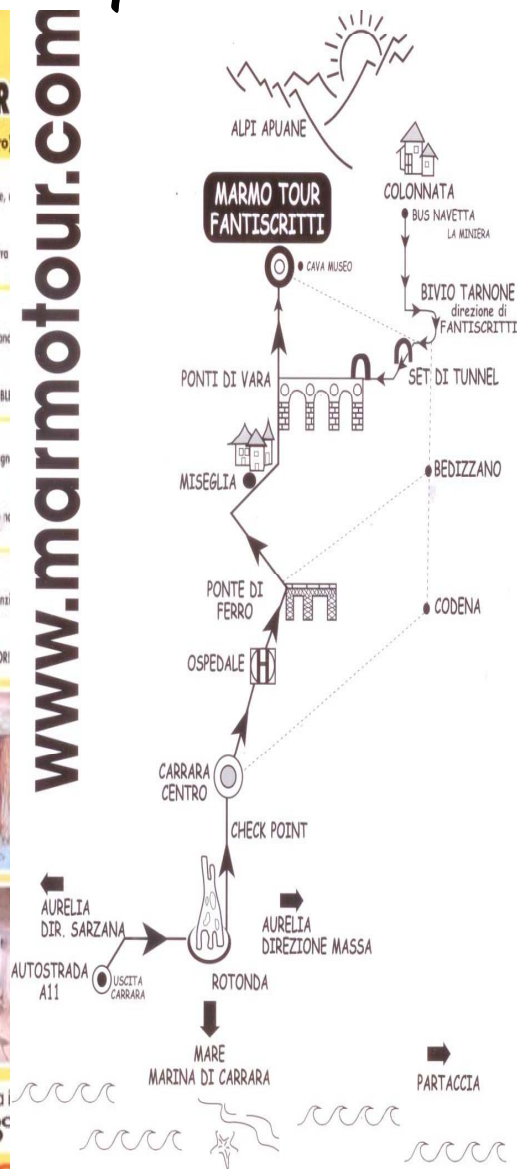 www.marmotour.com
ALPI APUANE
COLONNATA
BUS NAVETTA
LA MINIERA
MARMO TOUR
FANTISCRITTI
CAVA MUSEO
BIVIO TARNONE
direzione di
FANTISCRITTI
PONTI DI VARA
SET DI TUNNEL
MISEGLIA
BEDIZZANO
PONTE DI
FERRO
CODENA
OSPEDALE
H
CARRARA
CENTRO
CHECK POINT
AURELIA
DIR. SARZANA
AURELIA
DIREZIONE MASSA
AUTOSTRADA
A11
USCITA
CARRARA
ROTONDA
MARE
MARINA DI CARRARA
PARTACCIA